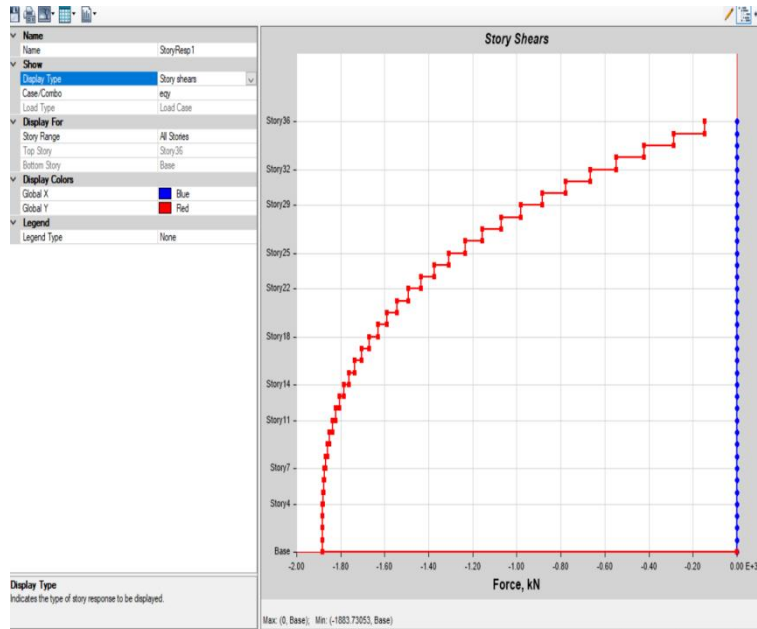 Name
Name StoryResp1
Show
Display Type Story shears
Case/Combo eqy
Load Type Load Case
Display For
Story Range All Stories
Top Story Story36
Bottom Story Base
Display Colors
Global X Blue
Global Y Red
Legend
Legend Type None
Display Type
Indicates the type of story response to be displayed.
Story Shears
Story36
Story32
Story29
Story25
Story22
Story18
Story14
Story11
Story7
Story4
Base
-2.00 -1.80 -1.60 -1.40 -1.20 -1.00 -0.80 -0.60 -0.40 -0.20 0.00 E+3
Force, kN
Max: (0, Base); Min: (-1883.73053, Base)